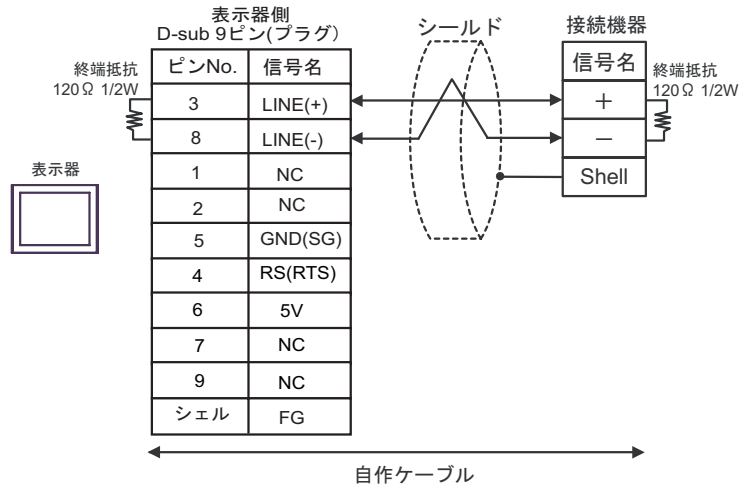 表示器側
D-sub 9ピン(プラグ)
シールド
接続機器
終端抵抗
120Ω 1/2W
ピンNo. 信号名
信号名
終端抵抗
120Ω 1/2W
3 LINE(+)
+
8 LINE(-)
−
表示器
1 NC
Shell
2 NC
5 GND(SG)
4 RS(RTS)
6 5V
7 NC
9 NC
シェル FG
自作ケーブル